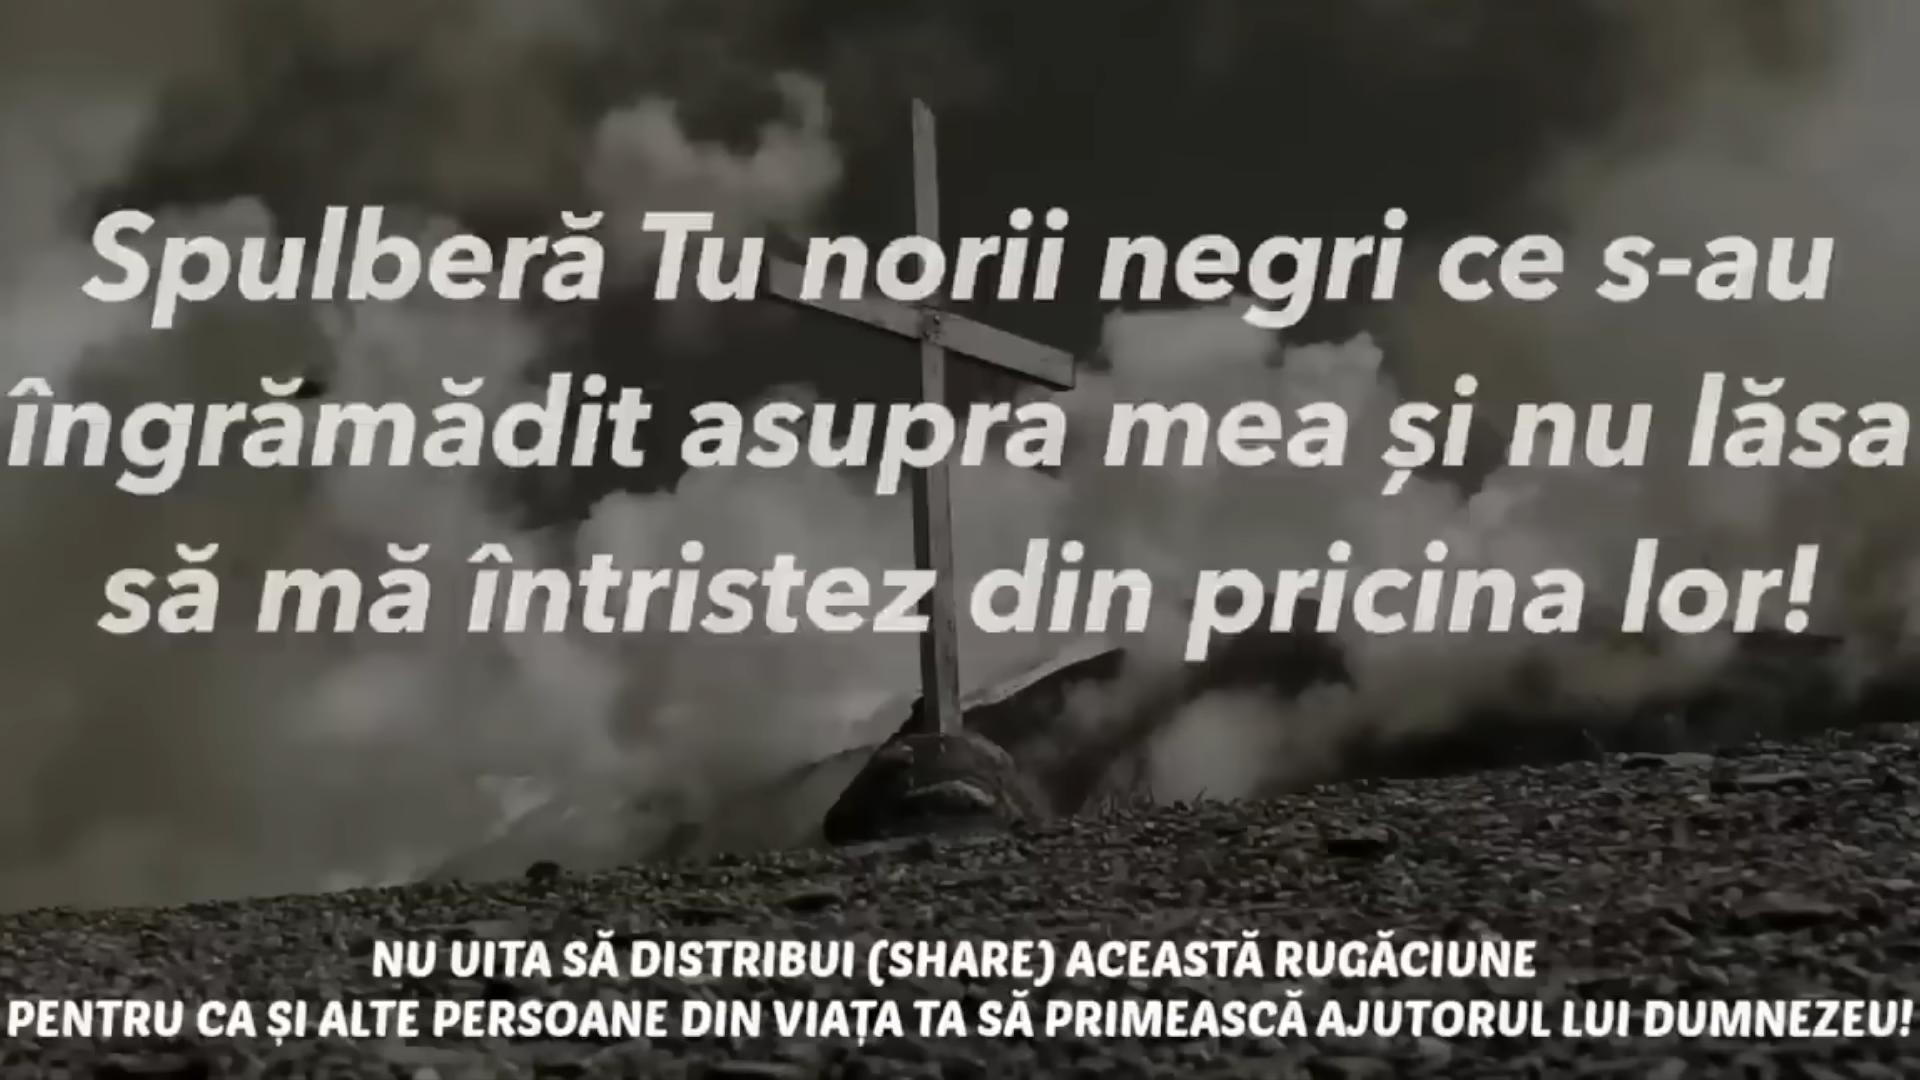 Spulberă Tu norii negri ce s-au
îngrămădit asupra mea și nu lăsa
să mă întristez din pricina lor!
NU UITA SĂ DISTRIBUI (SHARE) ACEASTĂ RUGĂCIUNE
PENTRU CA ȘI ALTE PERSOANE DIN VIAȚA TA SĂ PRIMEASCĂ AJUTORUL LUI DUMNEZEU!